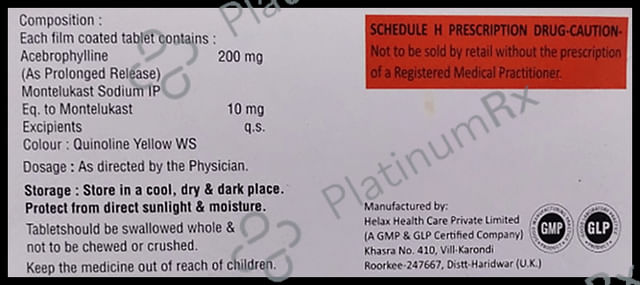 Composition :
Each film coated tablet contains :
Acebrophylline 200 mg
(As Prolonged Release)
Montelukast Sodium IP
Eq. to Montelukast 10 mg
Excipients q.s.
Colour : Quinoline Yellow WS
Dosage : As directed by the Physician.
Storage : Store in a cool, dry & dark place.
Protect from direct sunlight & moisture.
Tabletshould be swallowed whole &
not to be chewed or crushed.
Keep the medicine out of reach of children.
SCHEDULE H PRESCRIPTION DRUG-CAUTION-
Not to be sold by retail without the prescription
of a Registered Medical Practitioner.
Manufactured by:
Helax Health Care Private Limited
(A GMP & GLP Certified Company)
Khasra No. 410, Vill-Karondi
Roorkee-247667, Distt-Haridwar (U.K.)
GMP
GLP
PlatinumRx